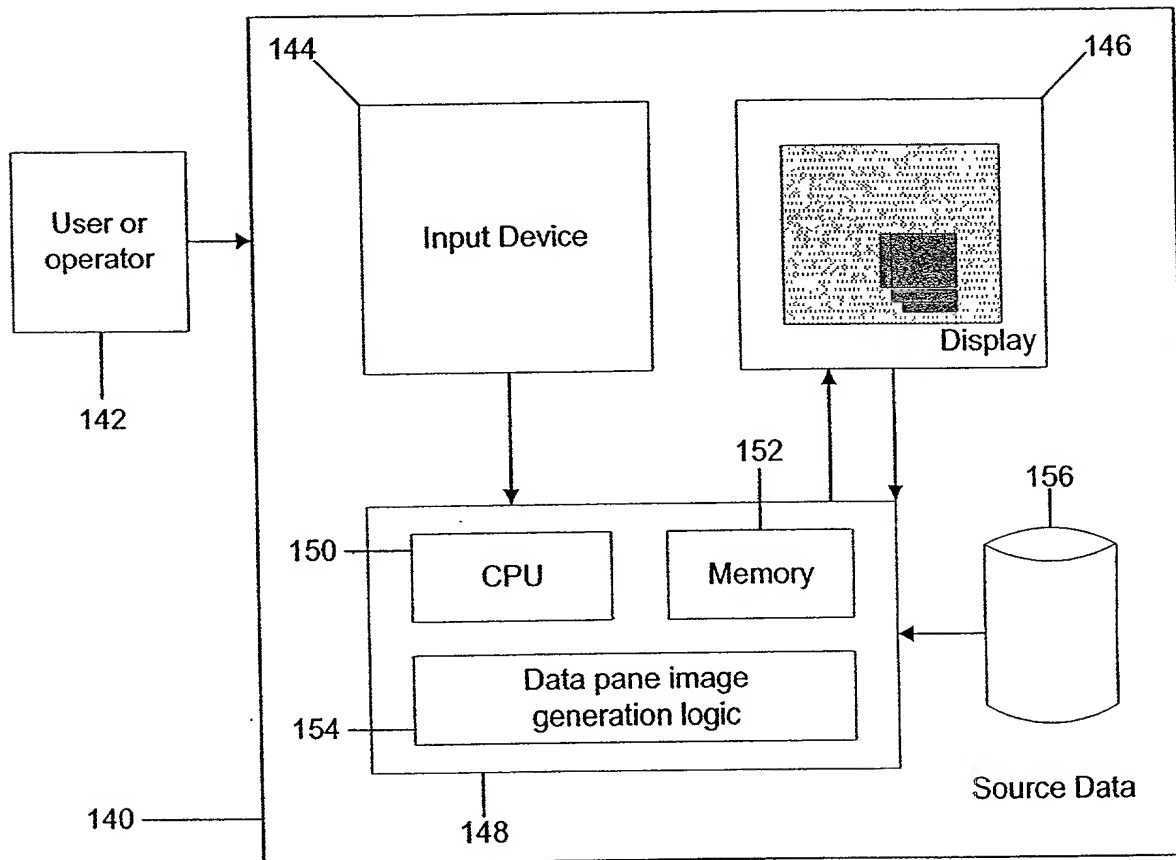 144
146
User or
operator
Input Device
Display
142
152
156
150
CPU
Memory
Data pane image
generation logic
154
Source Data
140
148